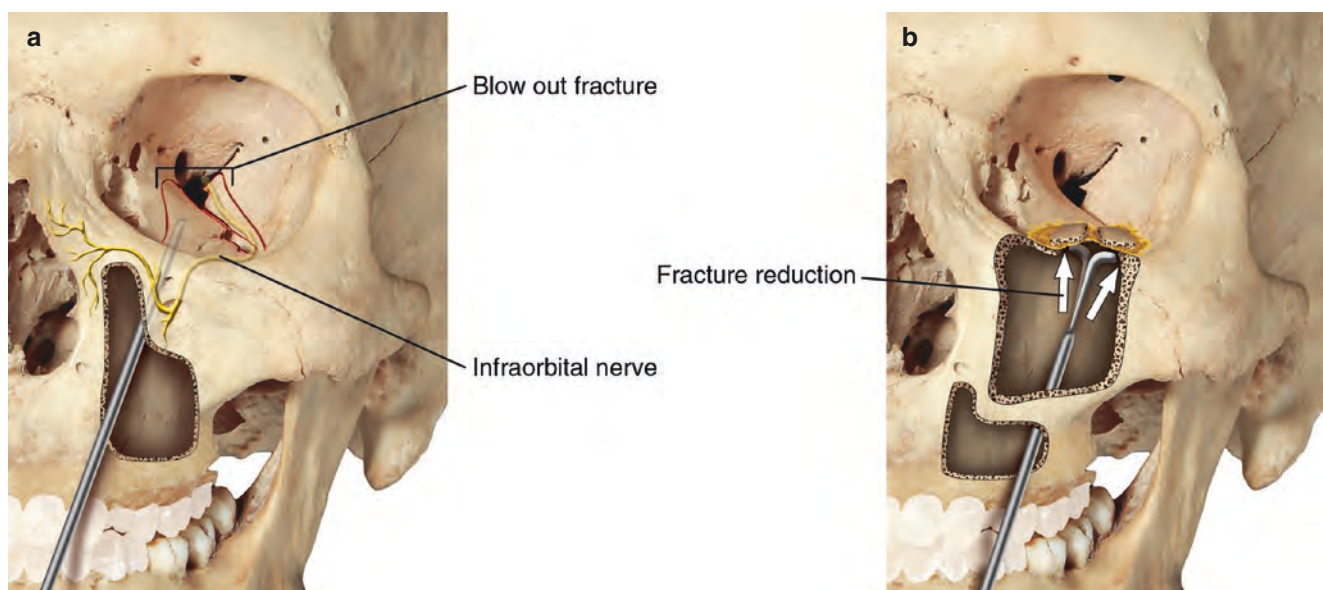 a
Blow out fracture
Infraorbital nerve
b
Fracture reduction